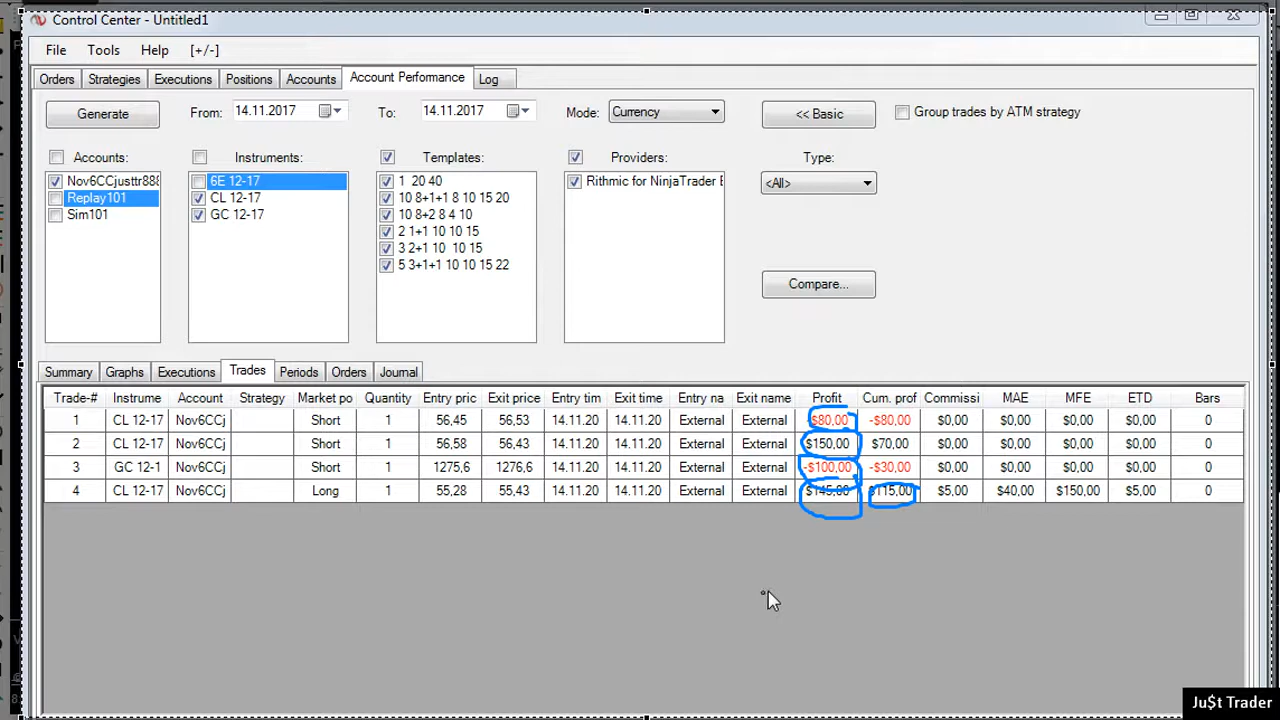 Control Center - Untitled1
File Tools Help [+/-]
Orders Strategies Executions Positions Accounts Account Performance Log
Generate From: 14.11.2017 To: 14.11.2017 Mode: Currency << Basic Group trades by ATM strategy
Accounts: Instruments: Templates: Providers: Type:
Nov6CCjusttr888 6E 12-17 1 20 40 Rithmic for NinjaTrader <All>
Replay101 CL 12-17 10 8+1+1 8 10 15 20
Sim101 GC 12-17 10 8+2 8 4 10
2 1+1 10 10 15
3 2+1 10 10 15
5 3+1+1 10 10 15 22
Compare...
Summary Graphs Executions Trades Periods Orders Journal
Trade-# Instrume Account Strategy Market po Quantity Entry pric Exit price Entry tim Exit time Entry na Exit name Profit Cum. prof Commissi MAE MFE ETD Bars
1 CL 12-17 Nov6CCj Short 1 56,45 56,53 14.11.20 14.11.20 External External $80,00 -$80,00 $0,00 $0,00 $0,00 $0,00 0
2 CL 12-17 Nov6CCj Short 1 56,58 56,43 14.11.20 14.11.20 External External $150,00 $70,00 $0,00 $0,00 $0,00 $0,00 0
3 GC 12-1 Nov6CCj Short 1 1275,6 1276,6 14.11.20 14.11.20 External External -$100,00 -$30,00 $0,00 $0,00 $0,00 $0,00 0
4 CL 12-17 Nov6CCj Long 1 55,28 55,43 14.11.20 14.11.20 External External $145,00 $115,00 $5,00 $40,00 $150,00 $5,00 0
Ju$t Trader